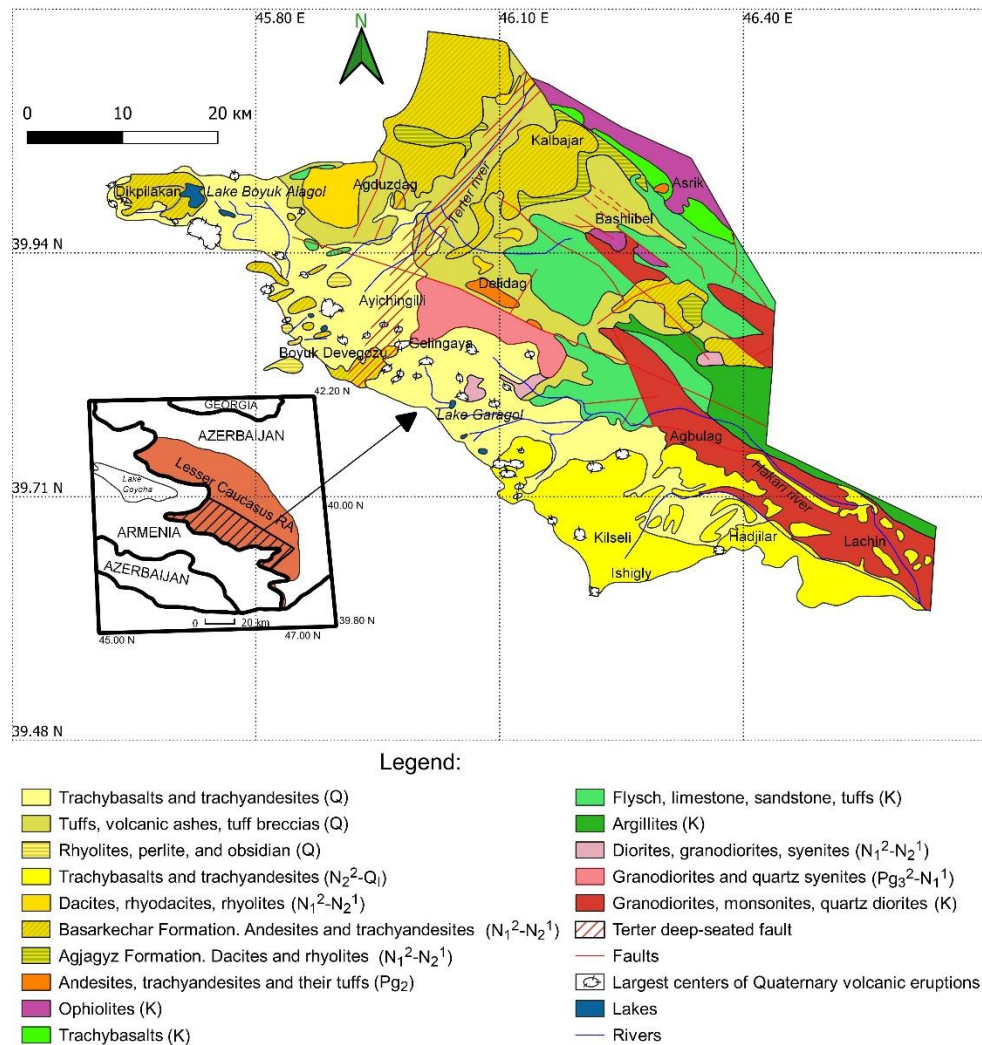 45.80 E
46.10 E
46.40 E
N
0 10 20 км
Kalbajar
Asrik
Dikpilakan
Lake Boyuk Alagol
Agduzdag
Terter river
Bashlibel
39.94 N
Delidag
Ayichingilli
Gelingaya
Boyuk Devegozu
Lake Garagol
Agbulag
Hakari river
39.71 N
Kilseli
Hadjilar
Lachin
Ishigly
42.20 N
GEORGIA
AZERBAIJAN
Lesser Caucasus RA
Lake Goycha
40.00 N
ARMENIA
AZERBAIJAN
0 20 km
39.80 N
45.00 N
47.00 N
39.48 N
Legend:
Trachybasalts and trachyandesites (Q)
Tuffs, volcanic ashes, tuff breccias (Q)
Rhyolites, perlite, and obsidian (Q)
Trachybasalts and trachyandesites (N₂²-Qₗ)
Dacites, rhyodacites, rhyolites (N₁²-N₂¹)
Basarkechar Formation. Andesites and trachyandesites (N₁²-N₂¹)
Agjagyz Formation. Dacites and rhyolites (N₁²-N₂¹)
Andesites, trachyandesites and their tuffs (Pg₂)
Ophiolites (K)
Trachybasalts (K)
Flysch, limestone, sandstone, tuffs (K)
Argillites (K)
Diorites, granodiorites, syenites (N₁²-N₂¹)
Granodiorites and quartz syenites (Pg₃²-N₁¹)
Granodiorites, monsonites, quartz diorites (K)
Terter deep-seated fault
Faults
Largest centers of Quaternary volcanic eruptions
Lakes
Rivers